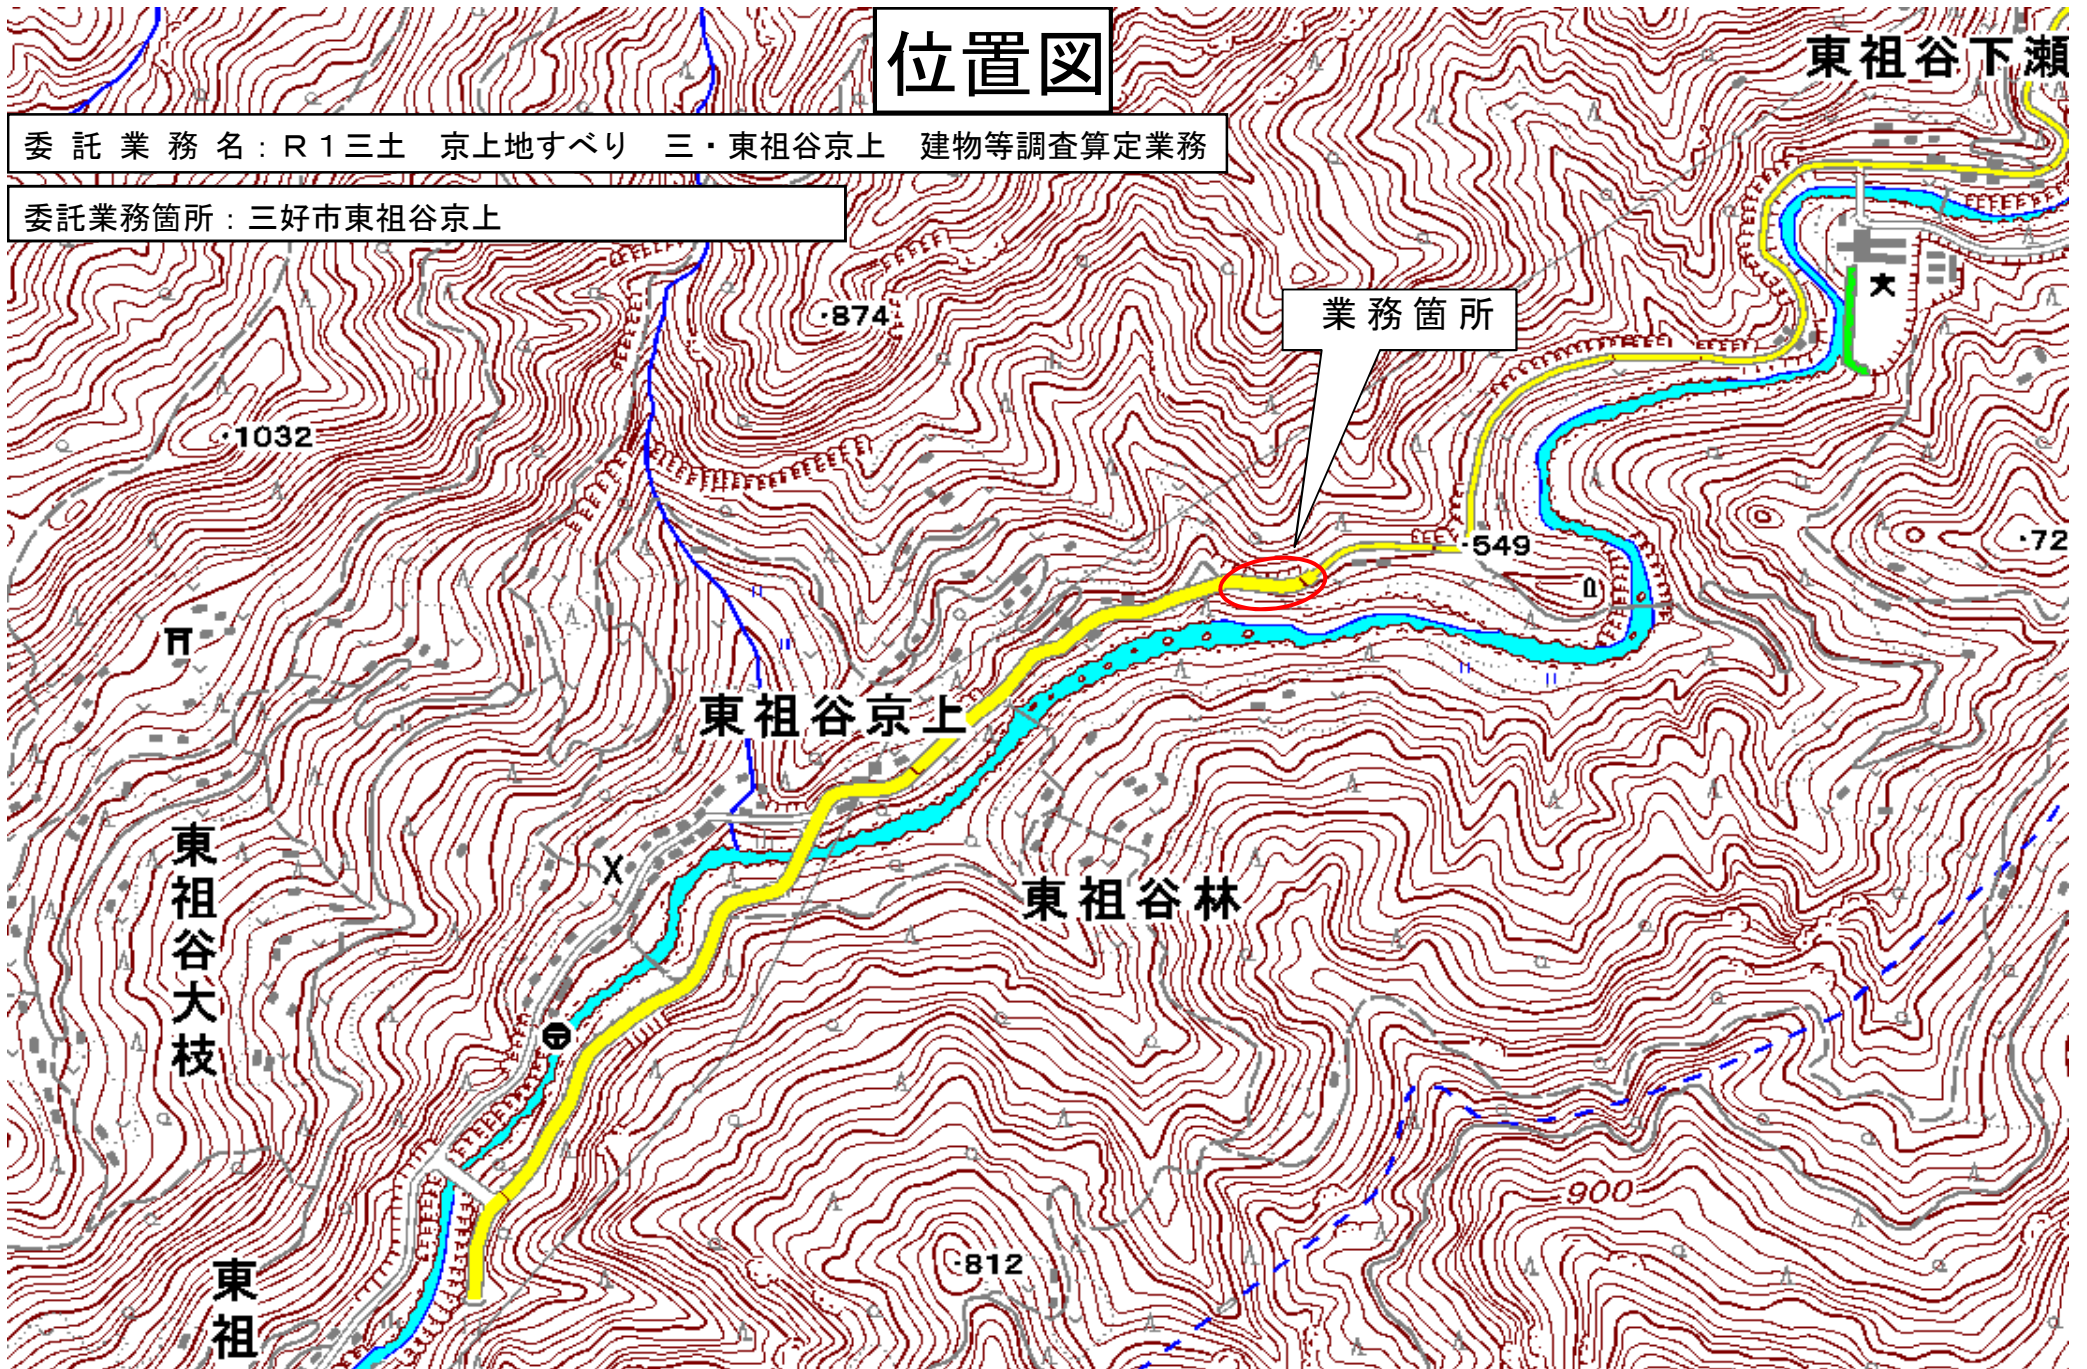 位置図
東祖谷下瀬
委託業務名：Ｒ１三土　京上地すべり　三・東祖谷京上　建物等調査算定業務
委託業務箇所：三好市東祖谷京上
業務箇所
874
1032
549
72
東祖谷京上
東祖谷大枝
東祖谷林
900
812
東祖